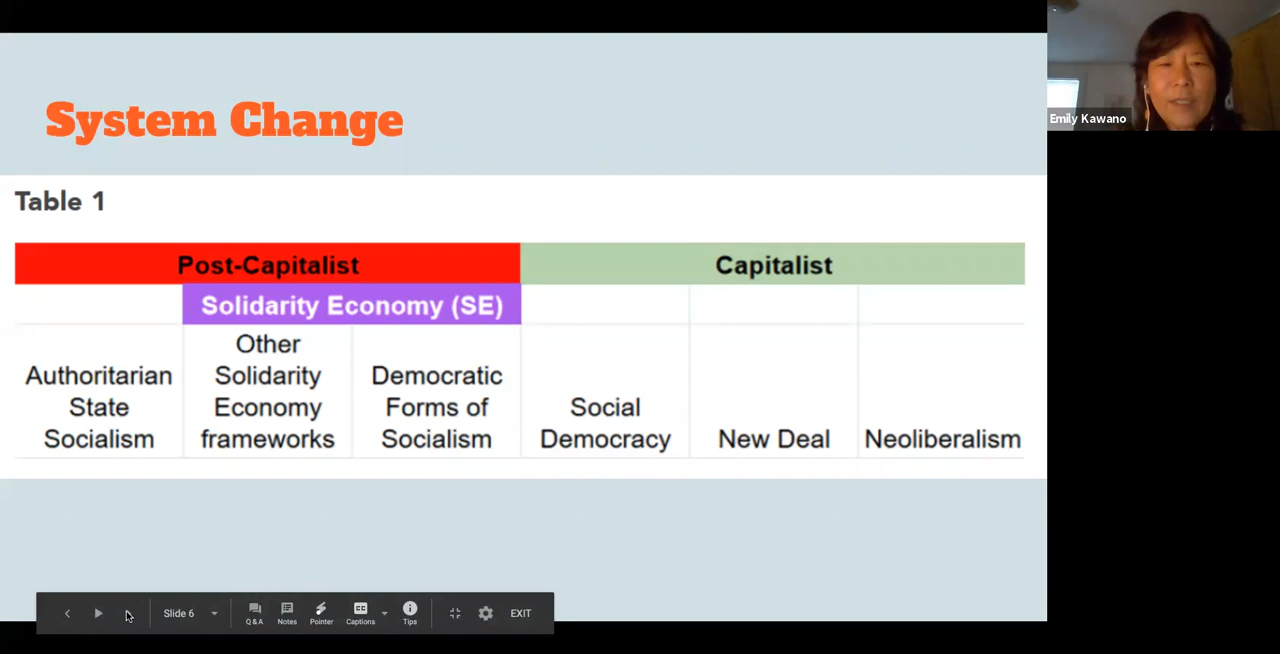 System Change
Table 1
Post-Capitalist Capitalist
Solidarity Economy (SE)
Authoritarian
State
Socialism
Other
Solidarity
Economy
frameworks
Democratic
Forms of
Socialism
Social
Democracy
New Deal
Neoliberalism
Emily Kawano
Slide 6
Q & A
Notes
Pointer
CC
Captions
Tips
EXIT